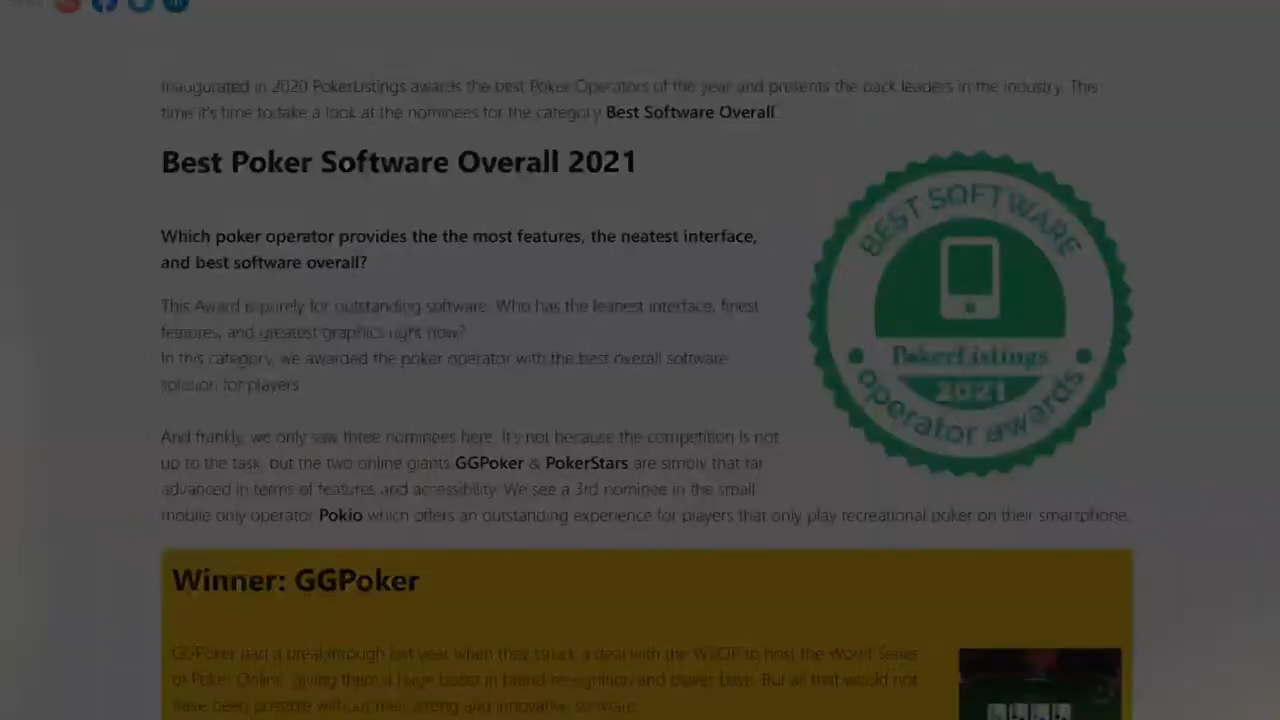 Inaugurated in 2020 PokerListings awards the best Poker Operators of the year and presents the pack leaders in the industry. This
time it's time to take a look at the nominees for the category Best Software Overall.
Best Poker Software Overall 2021
Which poker operator provides the the most features, the neatest interface,
and best software overall?
This Award is purely for outstanding software. Who has the leanest interface, finest
features, and greatest graphics right now?
In this category, we awarded the poker operator with the best overall software
solution for players.
And frankly, we only saw three nominees here. It's not because the competition is not
up to the task, but the two online giants GGPoker & PokerStars are simply that far
advanced in terms of features and accessibility. We see a 3rd nominee in the small
mobile only operator Pokio which offers an outstanding experience for players that only play recreational poker on their smartphone.
BEST SOFTWARE
PokerListings
2021
operator awards
Winner: GGPoker
GGPoker had a breakthrough last year when they struck a deal with the WSOP to host the World Series
of Poker Online, giving them a huge boost in brand recognition and player base. But all that would not
have been possible without their strong and innovative software.